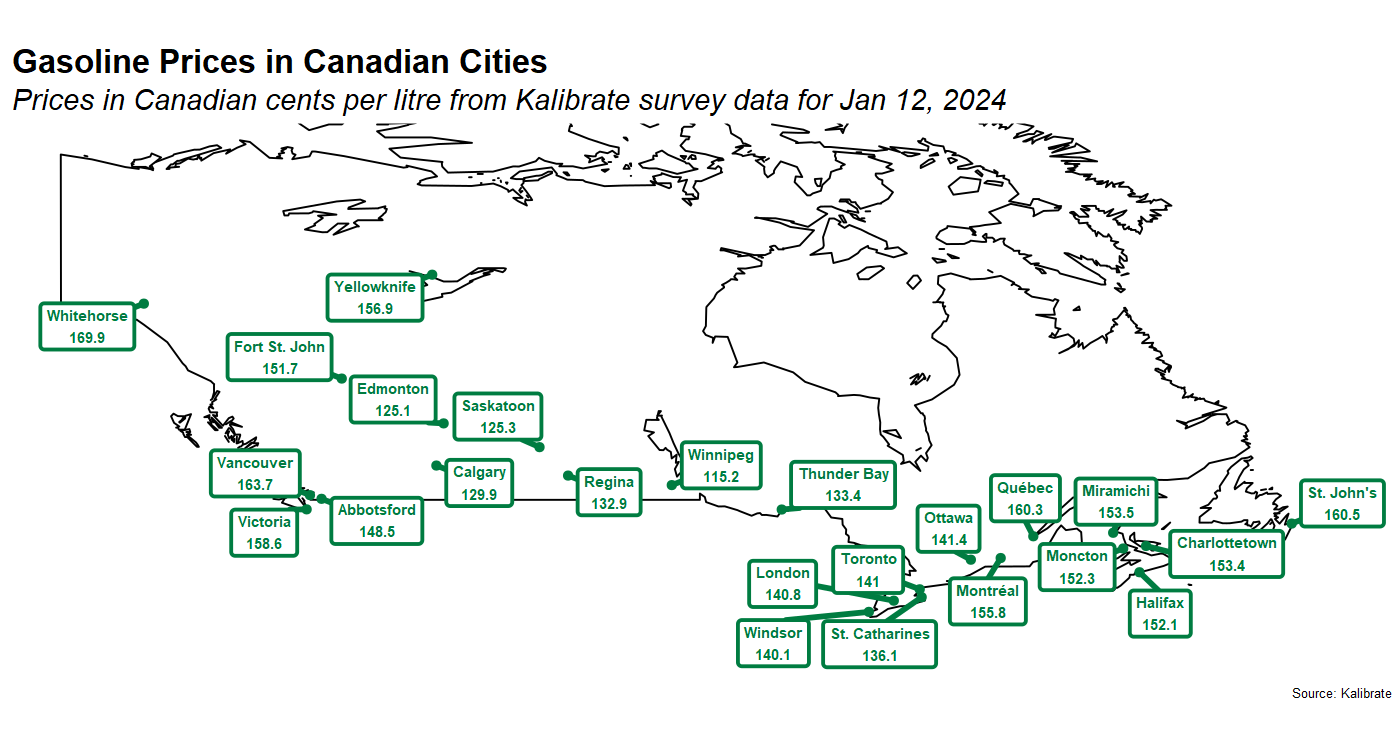 Gasoline Prices in Canadian Cities
Prices in Canadian cents per litre from Kalibrate survey data for Jan 12, 2024
Yellowknife
156.9
Whitehorse
169.9
Fort St. John
151.7
Edmonton
125.1
Saskatoon
125.3
Vancouver
163.7
Calgary
129.9
Regina
132.9
Winnipeg
115.2
Thunder Bay
133.4
Québec
160.3
Miramichi
153.5
St. John's
160.5
Victoria
158.6
Abbotsford
148.5
Ottawa
141.4
Charlottetown
153.4
Moncton
152.3
Toronto
141
London
140.8
Montréal
155.8
Halifax
152.1
Windsor
140.1
St. Catharines
136.1
Source: Kalibrate